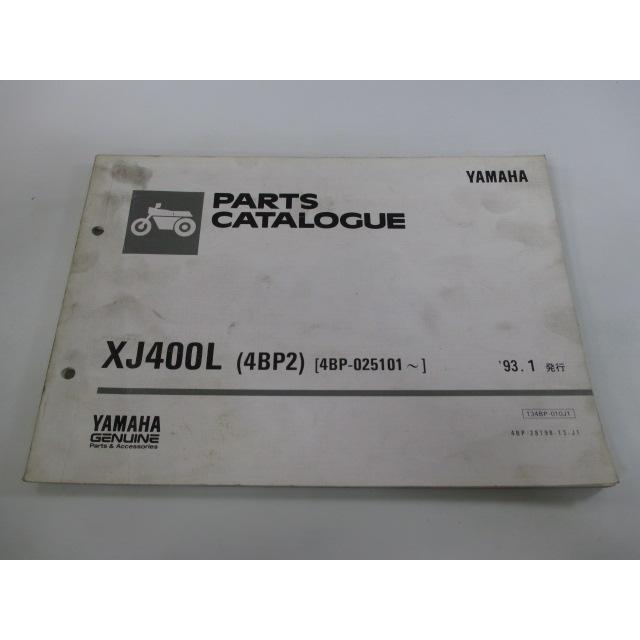 YAMAHA
PARTS
CATALOGUE
XJ400L (4BP2) [4BP-025101~] '93.1 発行
134BP-010J1
4BP-28198-13-J1
YAMAHA
GENUINE
Parts & Accessories